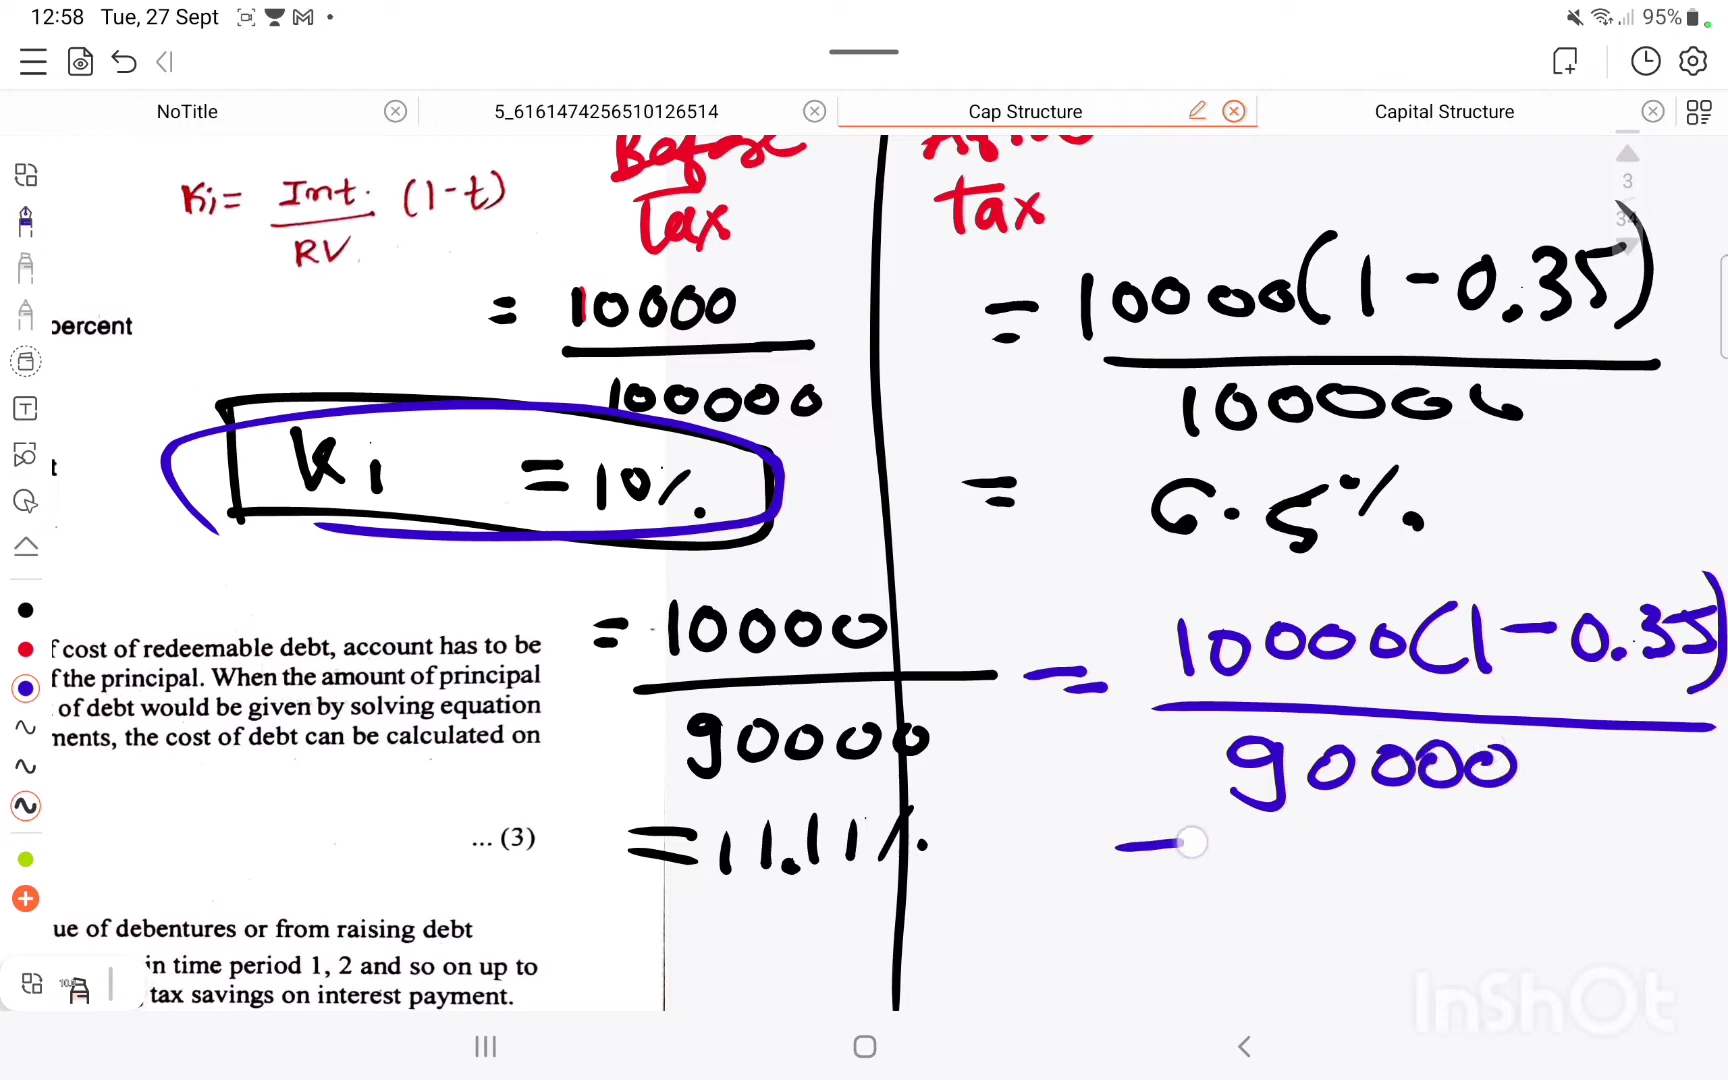 12:58 Tue, 27 Sept
95%
NoTitle
5_6161474256510126514
Cap Structure
Capital Structure
Before
Tax
tax
Ki = Int. (1-t)
RV
3
34
= 10000
100000
Ki = 10%.
= 10000(1-0.35)
100000
= 6.5%.
percent
t
= 10000
90000
= 11.11%.
= 10000(1-0.35)
90000
f cost of redeemable debt, account has to be
f the principal. When the amount of principal
of debt would be given by solving equation
nents, the cost of debt can be calculated on
... (3)
ue of debentures or from raising debt
in time period 1, 2 and so on up to
tax savings on interest payment.
InShOt